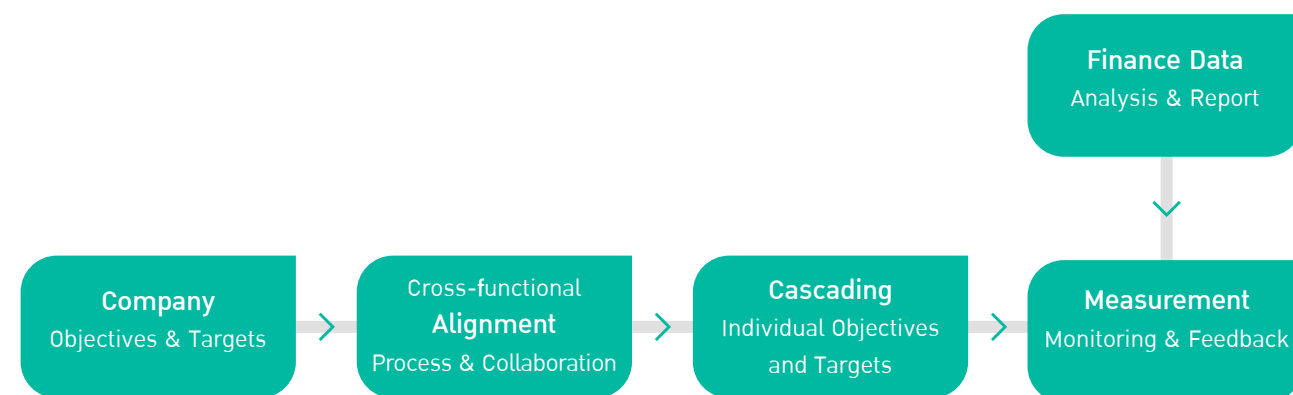 Finance Data
Analysis & Report
Company
Objectives & Targets
Cross-functional
Alignment
Process & Collaboration
Cascading
Individual Objectives
and Targets
Measurement
Monitoring & Feedback